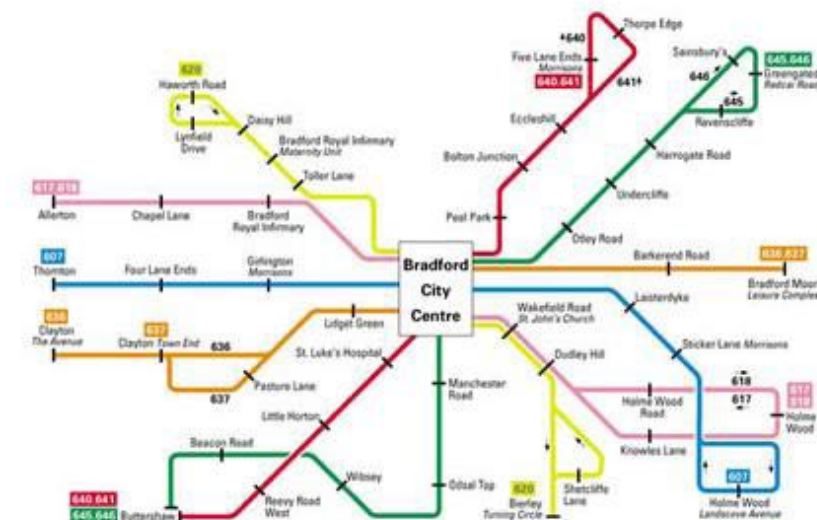 640
Thorpe Edge
Five Lane Ends
Morrisons
640.641
641
Sainsbury's
645.646
Greengates
Redcar Road
646
645
Ravenscliffe
620
Haworth Road
Daisy Hill
Lynfield
Drive
Bradford Royal Infirmary
Maternity Unit
Toller Lane
Eccleshill
Bolton Junction
Harrogate Road
Undercliffe
Peel Park
Otley Road
617.618
Allerton
Chapel Lane
Bradford
Royal Infirmary
607
Thornton
Four Lane Ends
Girlington
Morrisons
Bradford
City
Centre
Barkerend Road
636.637
Bradford Moor
Leisure Complex
Laisterdyke
Wakefield Road
St. John's Church
Sticker Lane Morrisons
Dudley Hill
636
Clayton
The Avenue
637
Clayton Town End
636
Lidget Green
Pasture Lane
637
St. Luke's Hospital
Manchester
Road
618
617
Holme Wood
Road
617
618
Holme
Wood
Knowles Lane
Little Horton
Beacon Road
Wibsey
Odsal Top
Reevy Road
West
640.641
645.646
Buttershaw
620
Bierley
Turning Circle
Shetcliffe
Lane
607
Holme Wood
Landscove Avenue